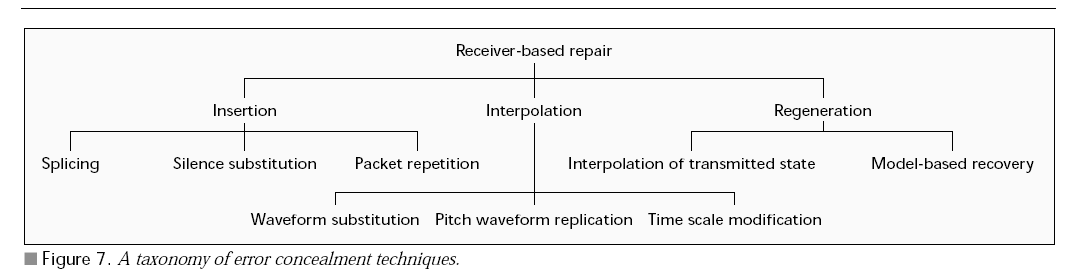 Receiver-based repair
Insertion Interpolation Regeneration
Splicing Silence substitution Packet repetition Interpolation of transmitted state Model-based recovery
Waveform substitution Pitch waveform replication Time scale modification
Figure 7. A taxonomy of error concealment techniques.